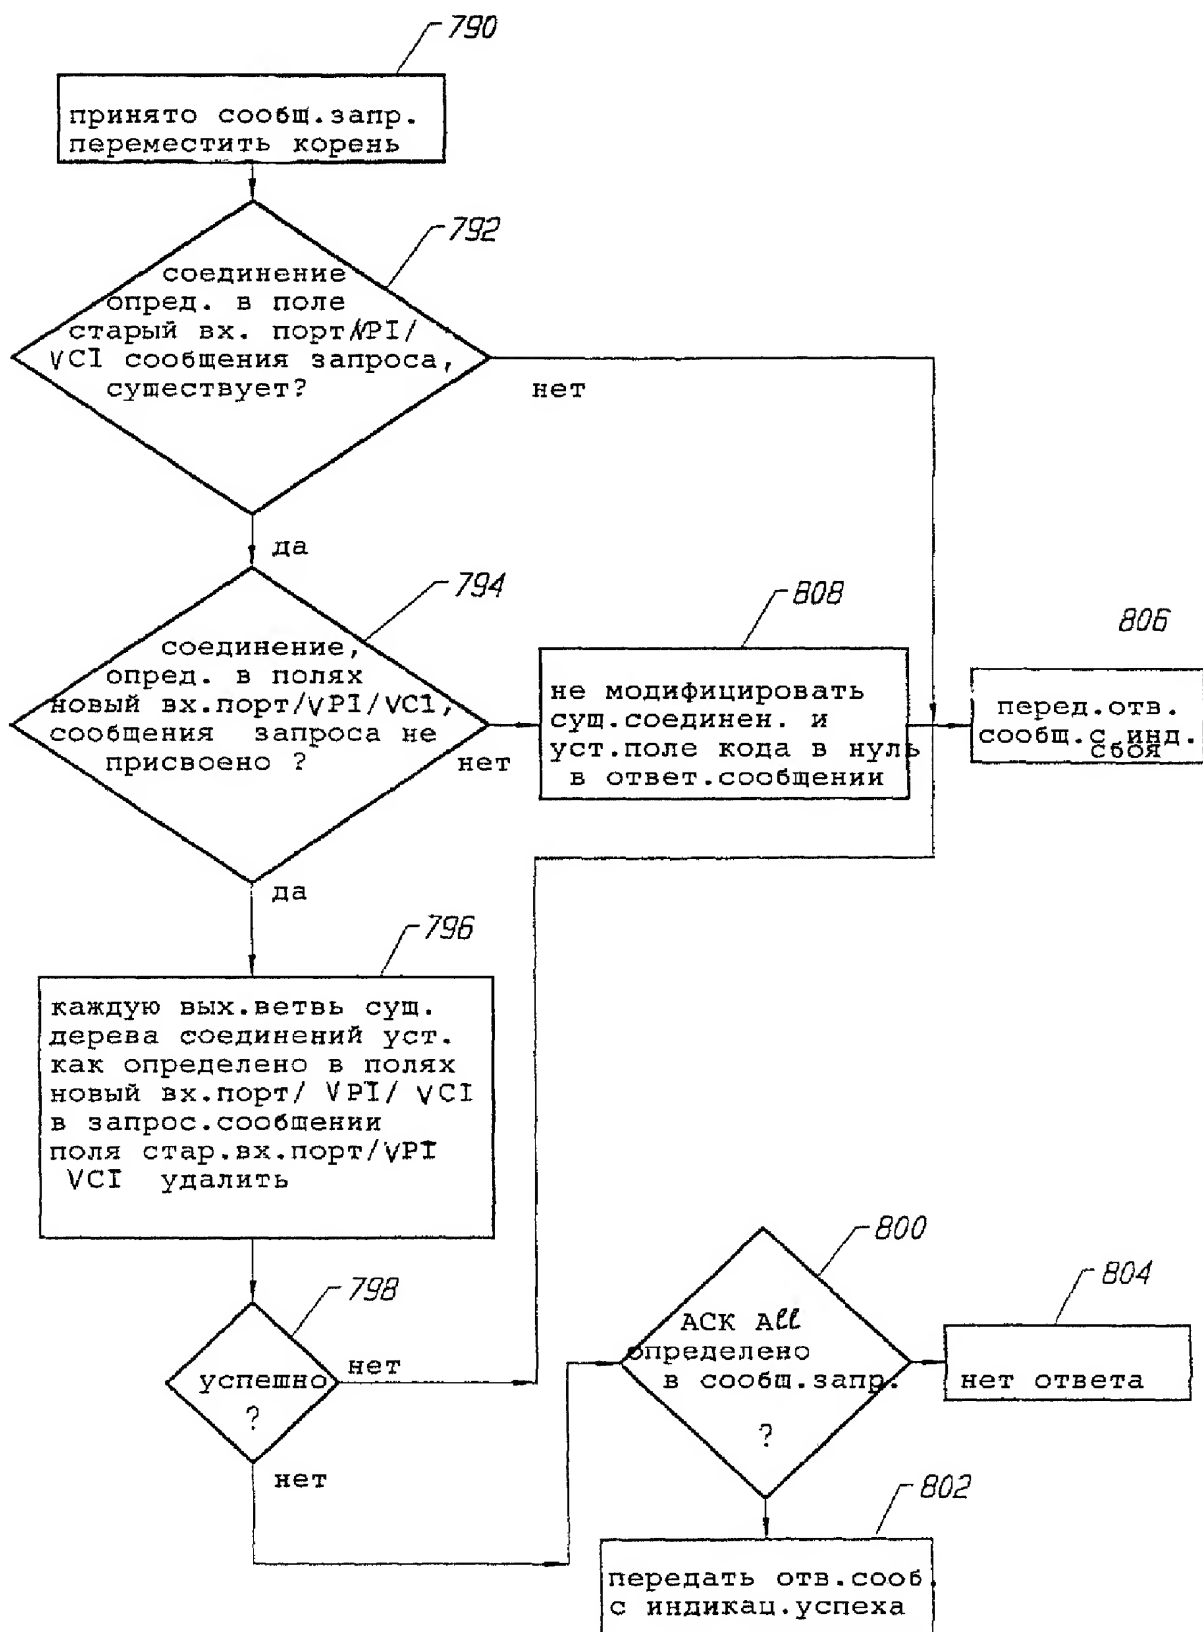 790
принято сообщ.запр.
переместить корень
792
соединение
опред. в поле
старый вх. порт/VPI/
VC1 сообщения запроса,
существует?
нет
да
794
соединение,
опред. в полях
новый вх.порт/VPI/VC1,
сообщения запроса не
присвоено ?
нет
да
808
не модифицировать
сущ.соединен. и
уст.поле кода в нуль
в ответ.сообщении
806
перед.отв.
сообщ.с инд.
сбоя
796
каждую вых.ветвь сущ.
дерева соединений уст.
как определено в полях
новый вх.порт/ VPI/ VCI
в запрос.сообщении
поля стар.вх.порт/VPI
VCI удалить
798
успешно
?
нет
нет
800
ACK All
определено
в сообщ.запр.
?
804
нет ответа
802
передать отв.сооб.
с индикац.успеха